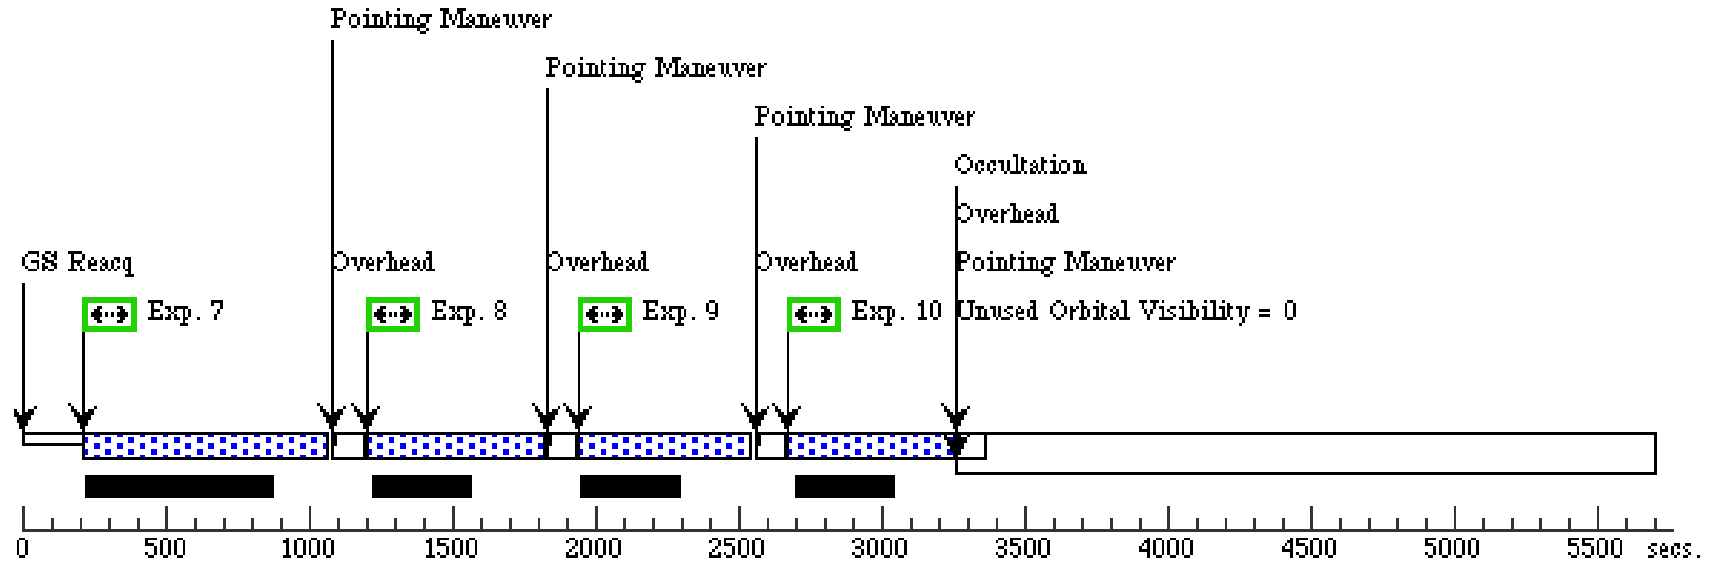 Pointing Maneuver
Pointing Maneuver
Pointing Maneuver
Occultation
Overhead
GS Reacq Overhead Overhead Overhead Pointing Maneuver
Exp. 7 Exp. 8 Exp. 9 Exp. 10 Unused Orbital Visibility = 0
0 500 1000 1500 2000 2500 3000 3500 4000 4500 5000 5500 secs.